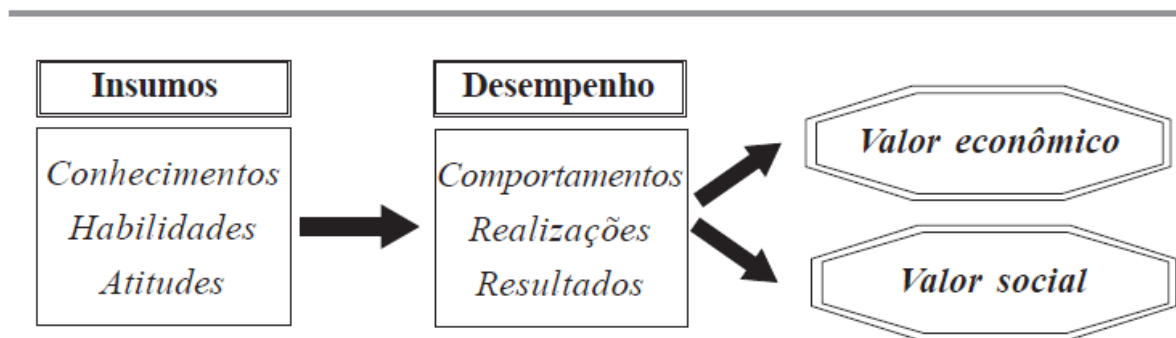 Insumos
Conhecimentos
Habilidades
Atitudes
Desempenho
Comportamentos
Realizações
Resultados
Valor econômico
Valor social